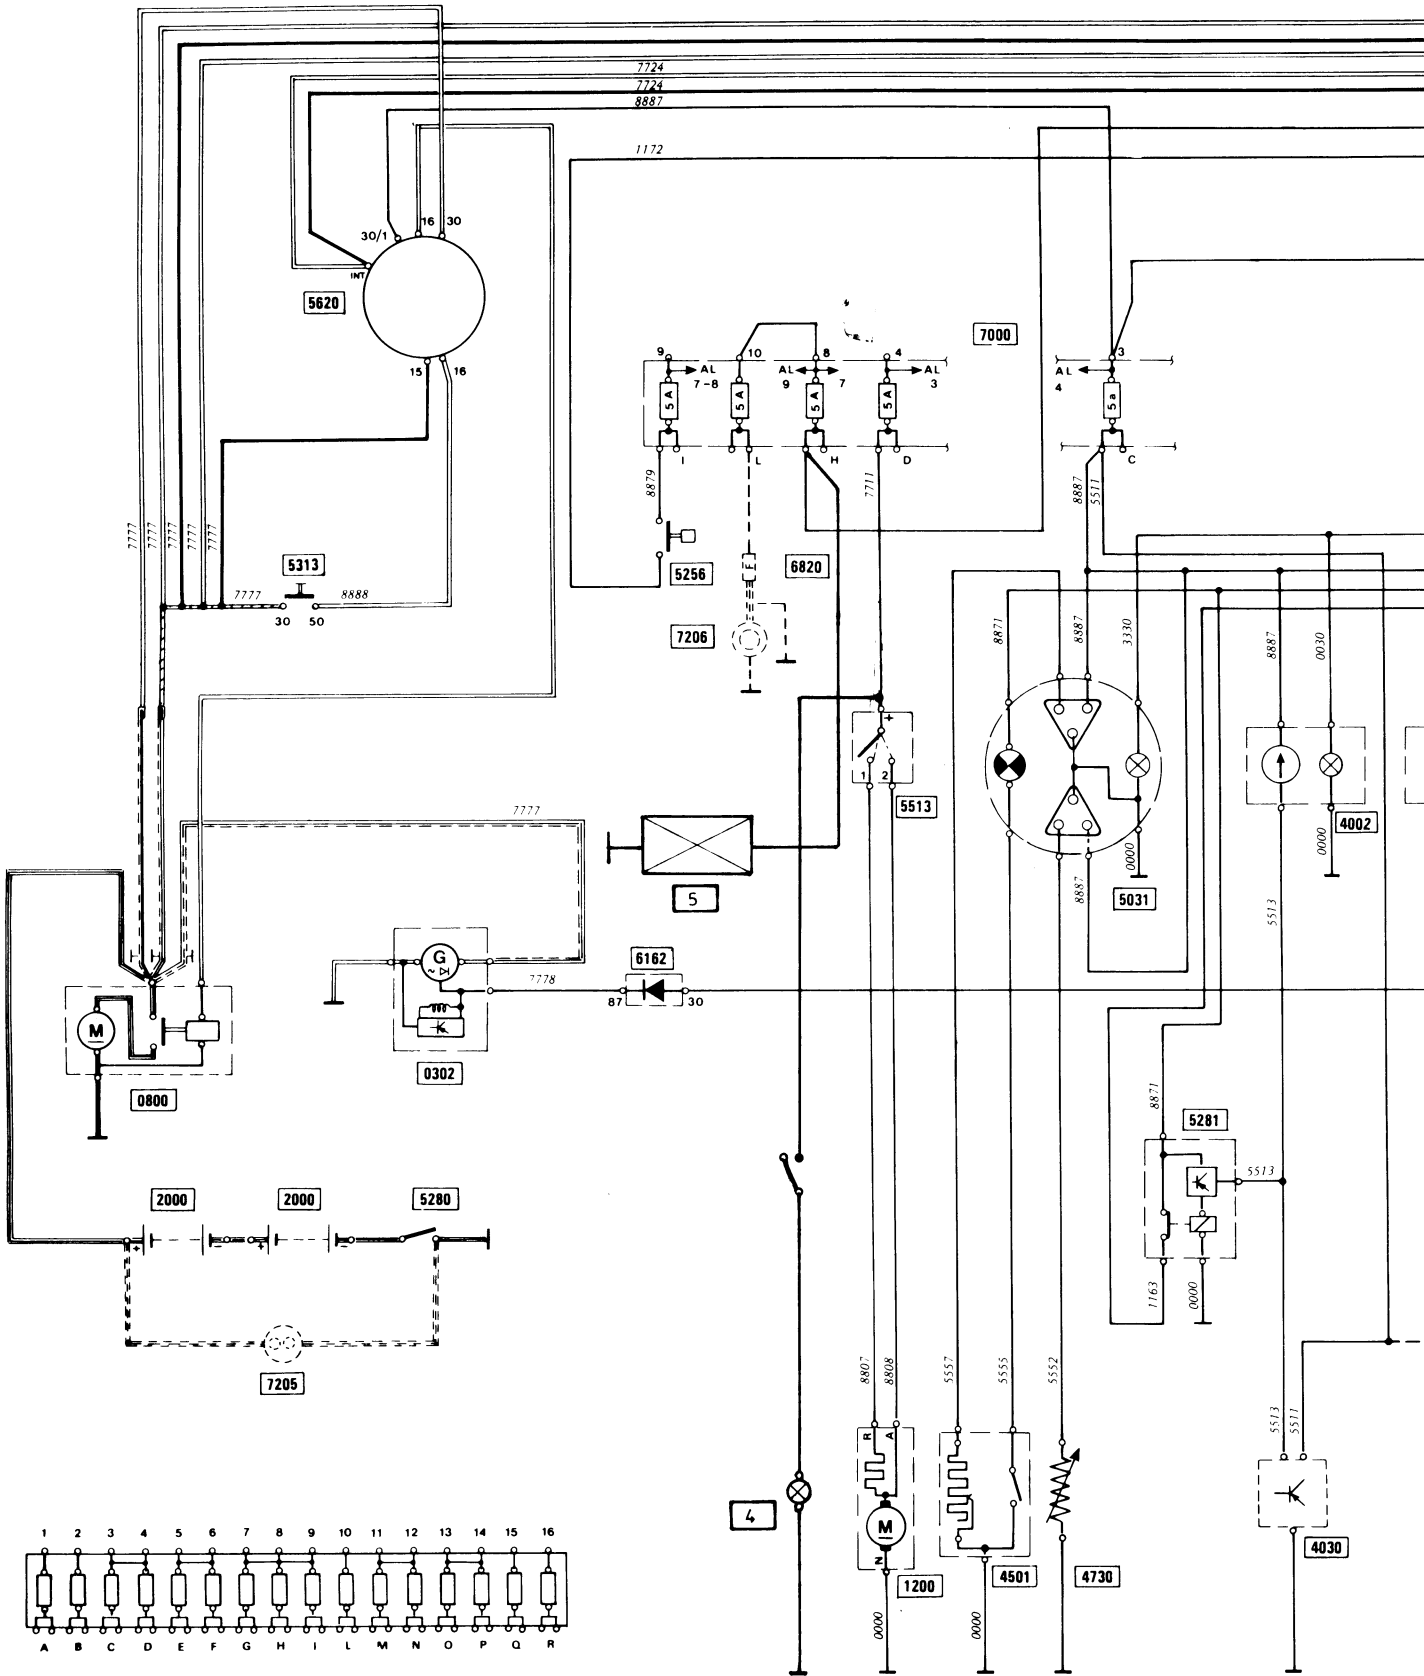 7724
7724
8887
1172
16 30
30/1
INT
5620
15 16
7000
9 10 8 4 3
AL 7-8
AL 9
7
AL 3
AL 4
5A 5A 5A 5A 5a
I L H D C
8879
7711
8887 5511
7777 7777 7777 7777 7777
5313
7777 8888
30 50
5256
6820
F
7206
8871 8887 3330 8887 0030
+
1 2
5513
7777
5
4002
0000
0000
8887
5031
5513
G
~
6162
7778
87 30
M
0302
0800
8871
5281
5513
2000 2000 5280
+ - + -
1163 0000
7205
8807 8808 5557 5555 5552 5513 5511
R A
4
M
N
1200
4501
4730
4030
0000 0000
1 2 3 4 5 6 7 8 9 10 11 12 13 14 15 16
A B C D E F G H I L M N O P Q R